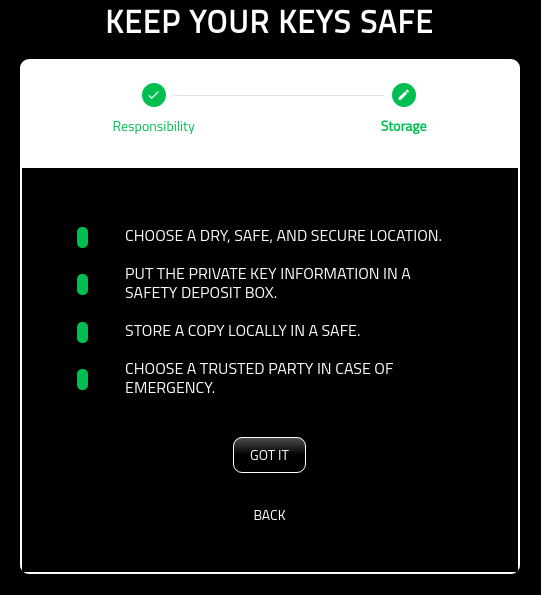 KEEP YOUR KEYS SAFE
Responsibility
Storage
CHOOSE A DRY, SAFE, AND SECURE LOCATION.
PUT THE PRIVATE KEY INFORMATION IN A
SAFETY DEPOSIT BOX.
STORE A COPY LOCALLY IN A SAFE.
CHOOSE A TRUSTED PARTY IN CASE OF
EMERGENCY.
GOT IT
BACK